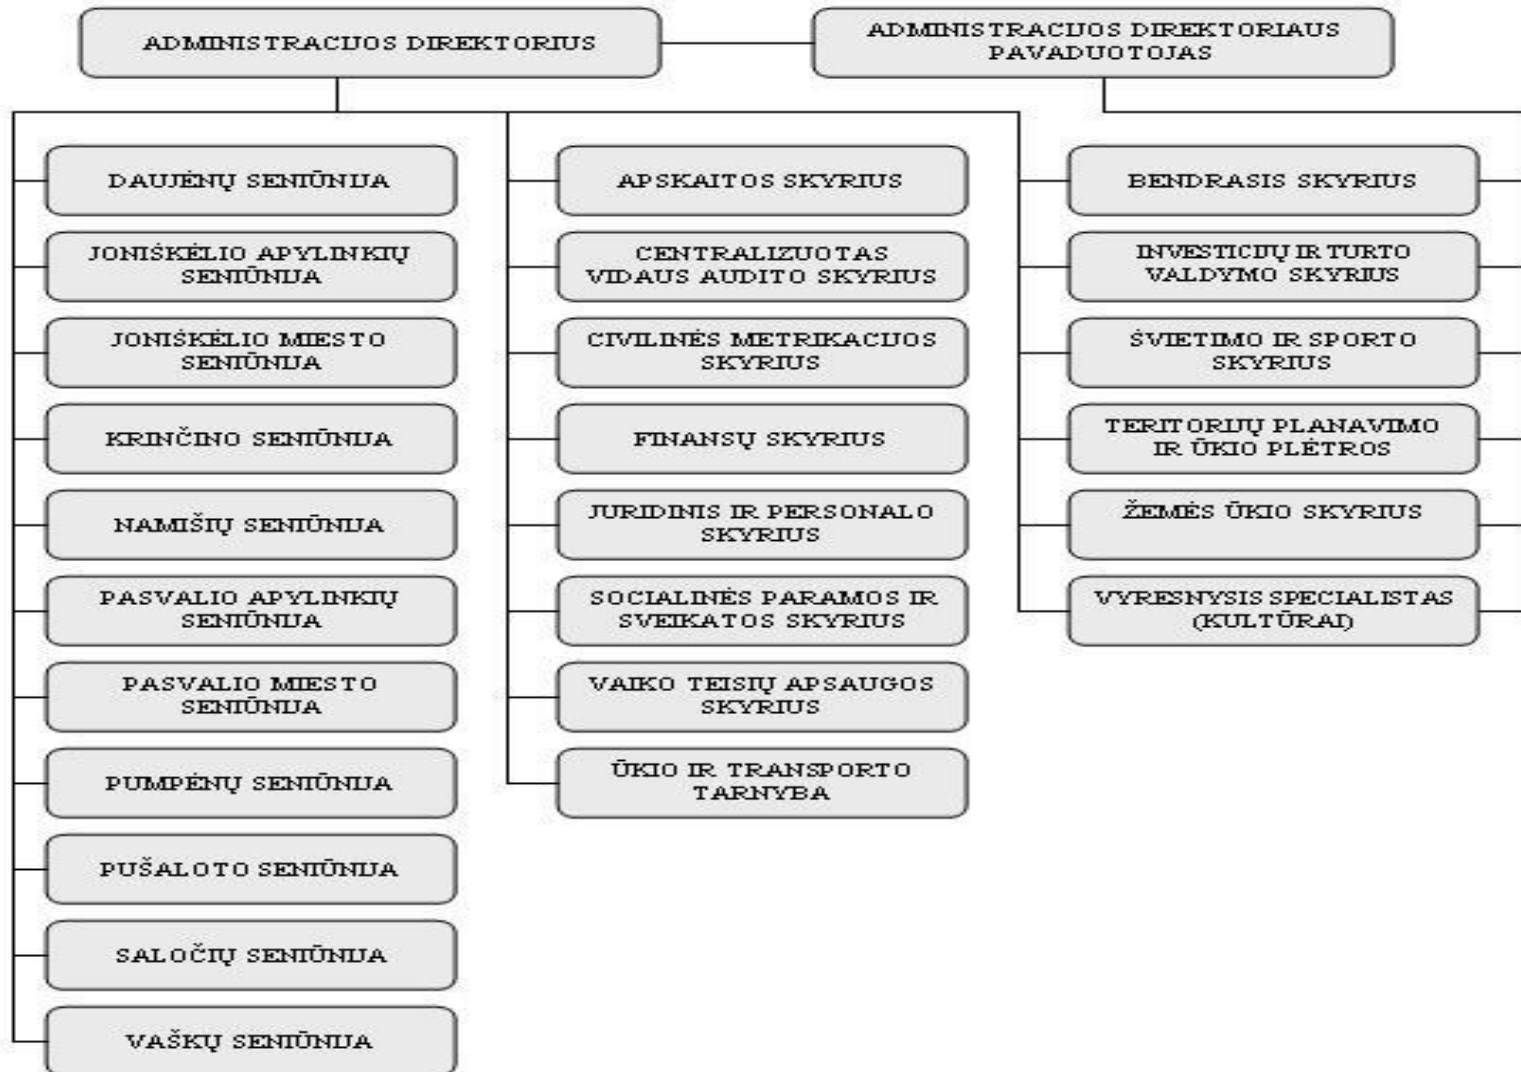 ADMINISTRACIJOS DIREKTORIUS
ADMINISTRACIJOS DIREKTORIAUS
PAVADUOTOJAS
DAUJĖNŲ SENIŪNIJA
JONIŠKĖLIO APYLINKIŲ
SENIŪNIJA
JONIŠKĖLIO MIESTO
SENIŪNIJA
KRINČINO SENIŪNIJA
NAMIŠIŲ SENIŪNIJA
PASVALIO APYLINKIŲ
SENIŪNIJA
PASVALIO MIESTO
SENIŪNIJA
PUMPĖNŲ SENIŪNIJA
PUŠALOTO SENIŪNIJA
SALOČIŲ SENIŪNIJA
VAŠKŲ SENIŪNIJA
APSKAITOS SKYRIUS
CENTRALIZUOTAS
VIDAUS AUDITO SKYRIUS
CIVILINĖS METRIKACIJOS
SKYRIUS
FINANSŲ SKYRIUS
JURIDINIS IR PERSONALO
SKYRIUS
SOCIALINĖS PARAMOS IR
SVEIKATOS SKYRIUS
VAIKO TEISIŲ APSAUGOS
SKYRIUS
ŪKIO IR TRANSPORTO
TARNYBA
BENDRASIS SKYRIUS
INVESTICIJŲ IR TURTO
VALDYMO SKYRIUS
ŠVIETIMO IR SPORTO
SKYRIUS
TERITORIJŲ PLANAVIMO
IR ŪKIO PLĖTROS
ŽEMĖS ŪKIO SKYRIUS
VYRESNYSIS SPECIALISTAS
(KULTŪRAI)